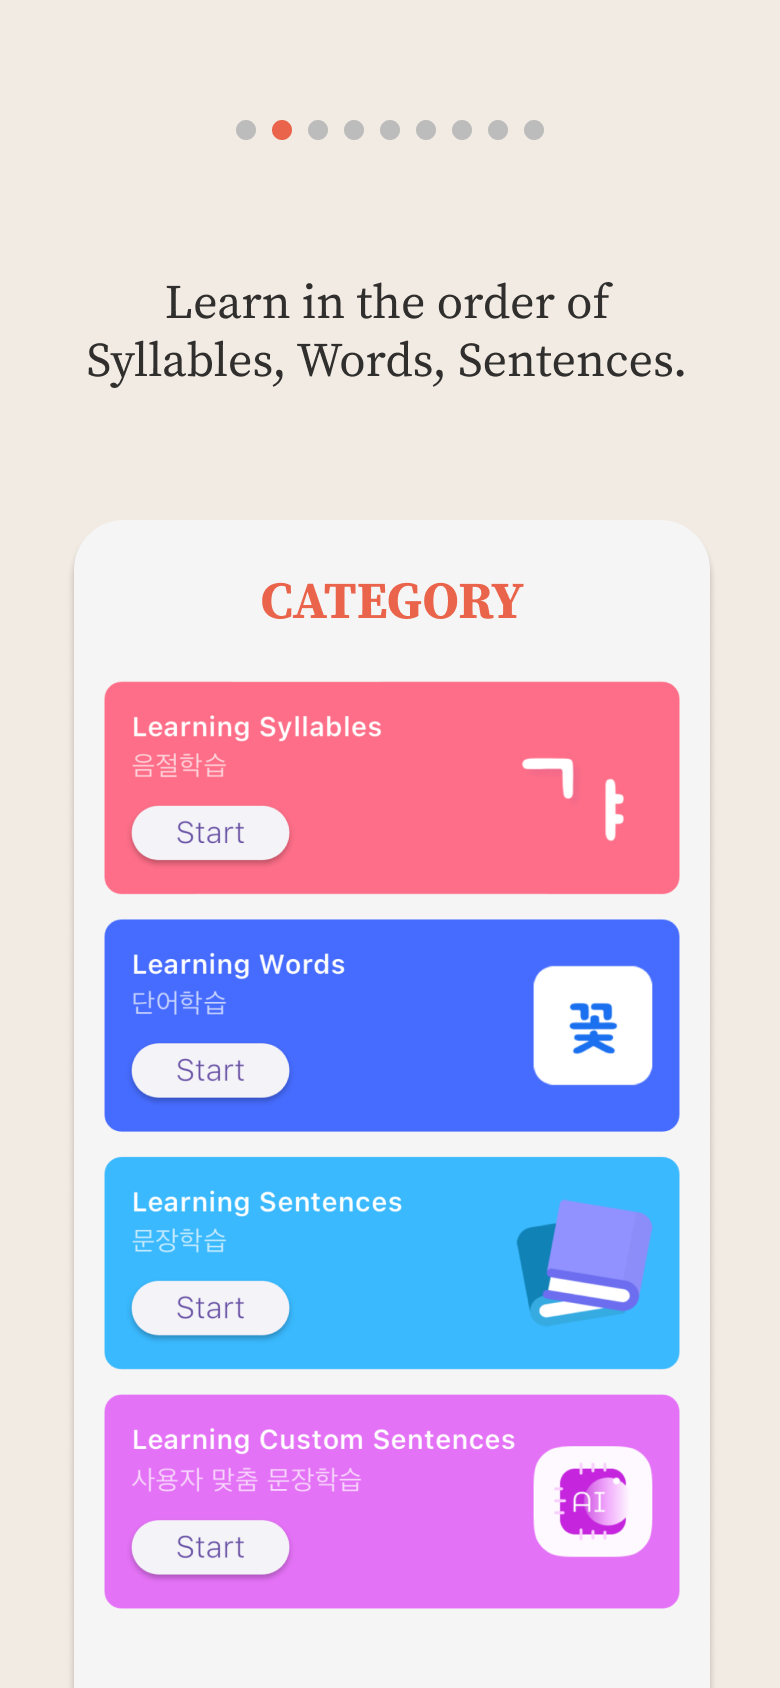 Learn in the order of
Syllables, Words, Sentences.
CATEGORY
Learning Syllables
음절학습
Start
Learning Words
단어학습
Start
꽃
Learning Sentences
문장학습
Start
Learning Custom Sentences
사용자 맞춤 문장학습
Start
AI